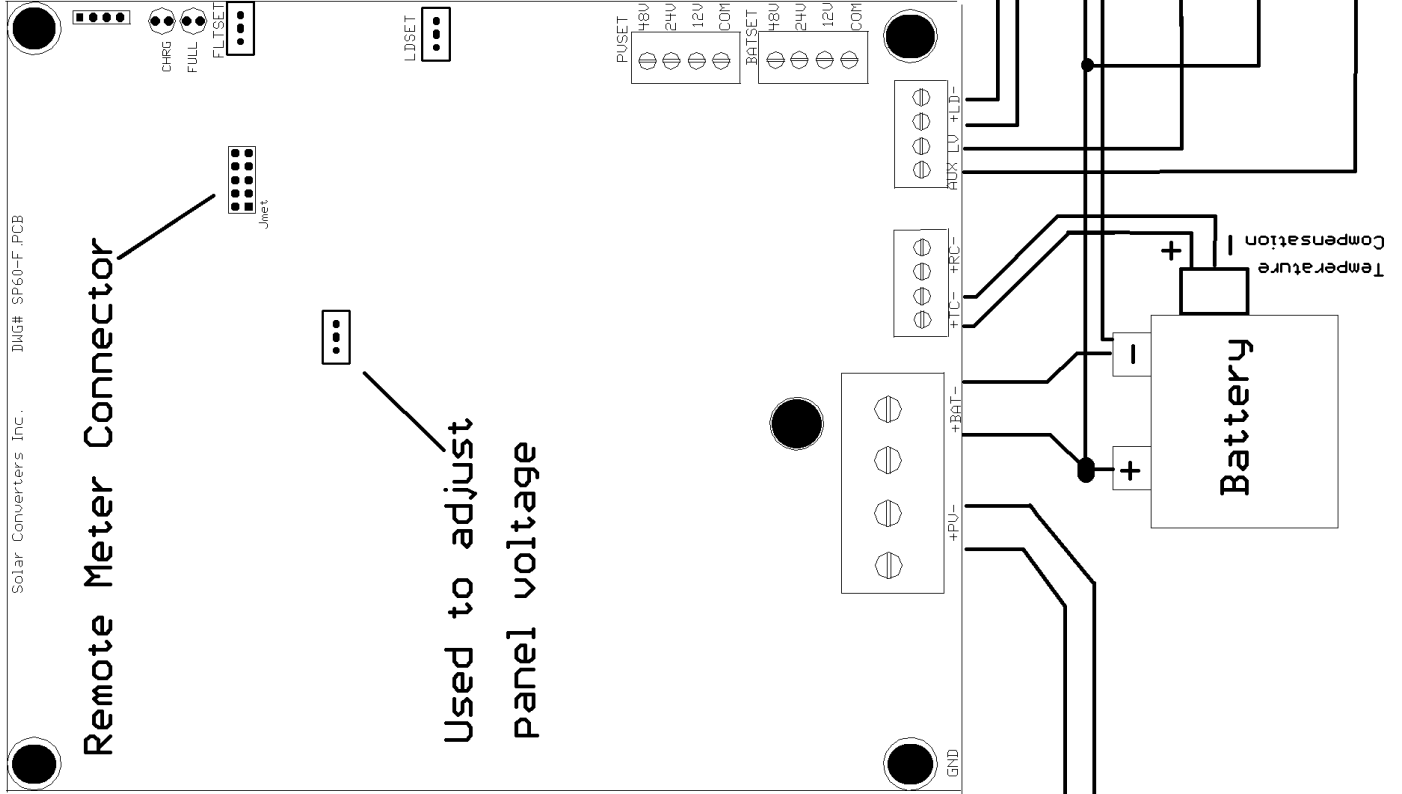 CHRG
FULL
FLTSET
LDSET
PVSET
48V
24V
12V
COM
BATSET
48V
24V
12V
COM
+LD-
LV
AUX
+RC-
+TC-
+BAT-
+PV-
GND
Jmet
DWG# SP60-F.PCB
Solar Converters Inc.
Remote Meter Connector
Used to adjust
panel voltage
Temperature
Compensation
+
-
-
+
Battery